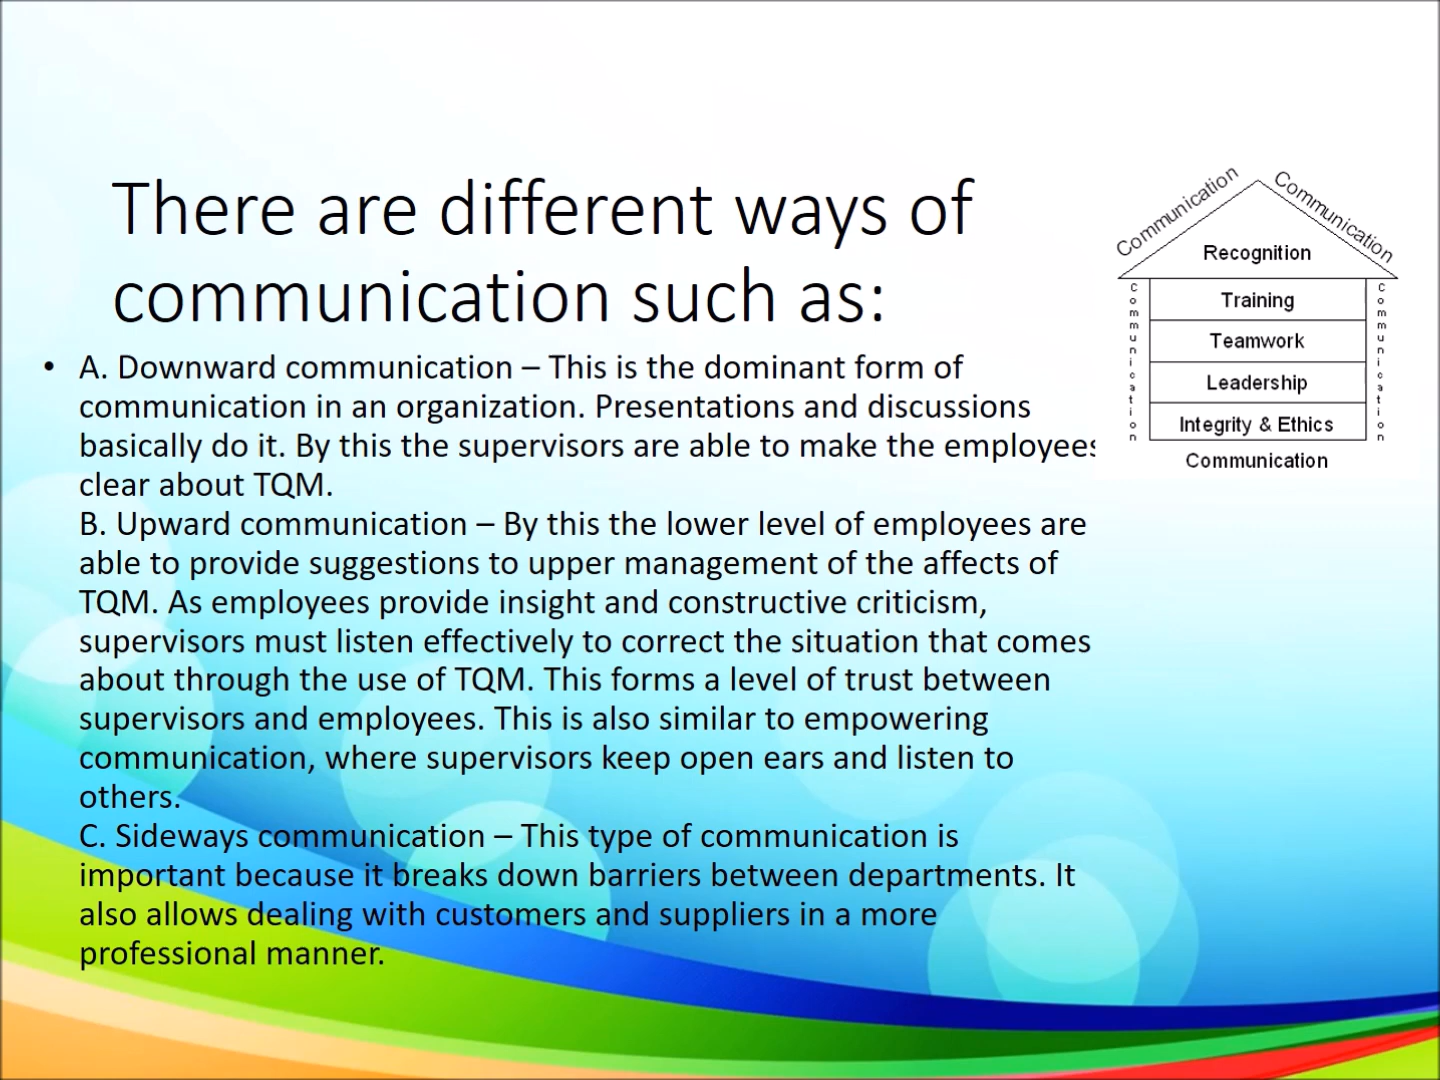 There are different ways of
communication such as:
• A. Downward communication – This is the dominant form of
communication in an organization. Presentations and discussions
basically do it. By this the supervisors are able to make the employees
clear about TQM.
B. Upward communication – By this the lower level of employees are
able to provide suggestions to upper management of the affects of
TQM. As employees provide insight and constructive criticism,
supervisors must listen effectively to correct the situation that comes
about through the use of TQM. This forms a level of trust between
supervisors and employees. This is also similar to empowering
communication, where supervisors keep open ears and listen to
others.
C. Sideways communication – This type of communication is
important because it breaks down barriers between departments. It
also allows dealing with customers and suppliers in a more
professional manner.
Communication
Communication
Recognition
Communication
Training
Teamwork
Leadership
Integrity & Ethics
Communication
Communication